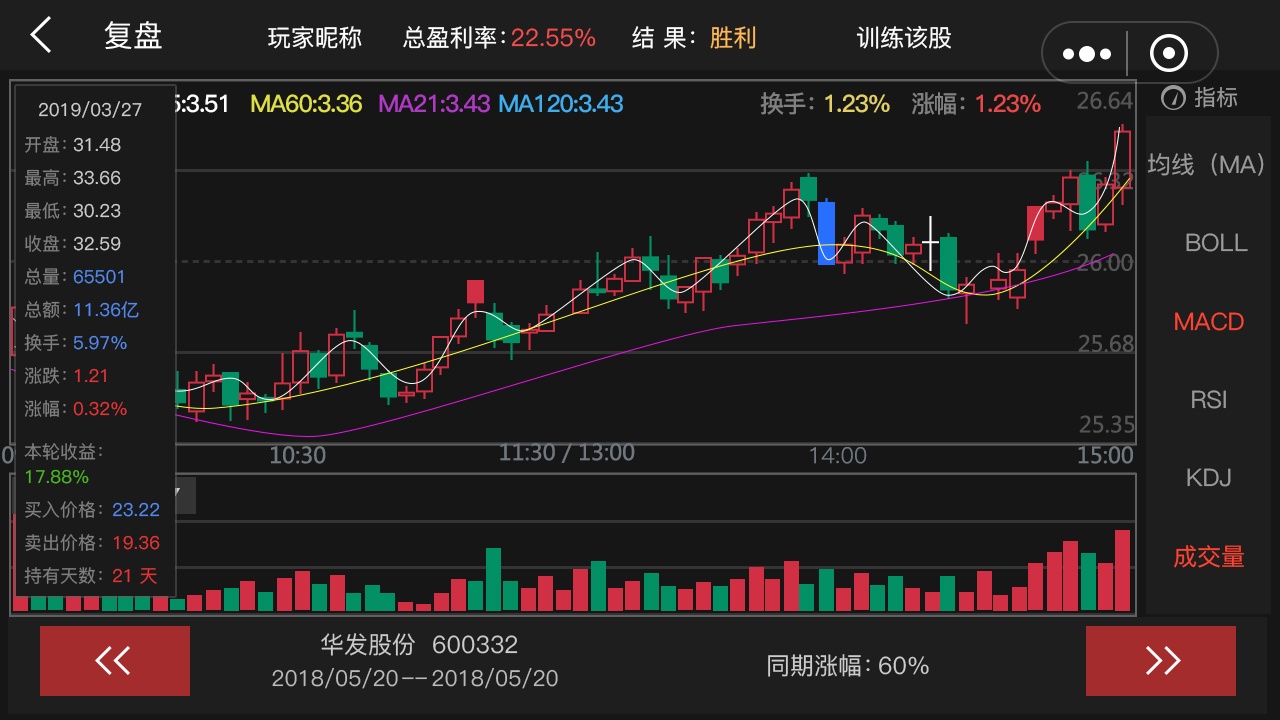 复盘 玩家昵称 总盈利率:22.55% 结 果: 胜利 训练该股
5:3.51 MA60:3.36 MA21:3.43 MA120:3.43 换手: 1.23% 涨幅: 1.23% 26.64
指标
2019/03/27
开盘: 31.48
最高: 33.66
最低: 30.23
收盘: 32.59
总量: 65501
总额: 11.36亿
换手: 5.97%
涨跌: 1.21
涨幅: 0.32%
本轮收益:
17.88%
买入价格: 23.22
卖出价格: 19.36
持有天数: 21 天
26.32
26.00
25.68
25.35
10:30 11:30 / 13:00 14:00 15:00
均线（MA）
BOLL
MACD
RSI
KDJ
成交量
华发股份 600332
2018/05/20--2018/05/20
同期涨幅: 60%